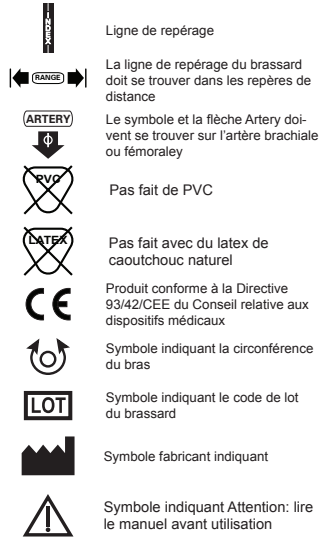 INDEX
Ligne de repérage
RANGE
La ligne de repérage du brassard
doit se trouver dans les repères de
distance
ARTERY
Φ
Le symbole et la flèche Artery doi-
vent se trouver sur l'artère brachiale
ou fémoraley
PVC
Pas fait de PVC
LATEX
Pas fait avec du latex de
caoutchouc naturel
CE
Produit conforme à la Directive
93/42/CEE du Conseil relative aux
dispositifs médicaux
Symbole indiquant la circonférence
du bras
LOT
Symbole indiquant le code de lot
du brassard
Symbole fabricant indiquant
Symbole indiquant Attention: lire
le manuel avant utilisation